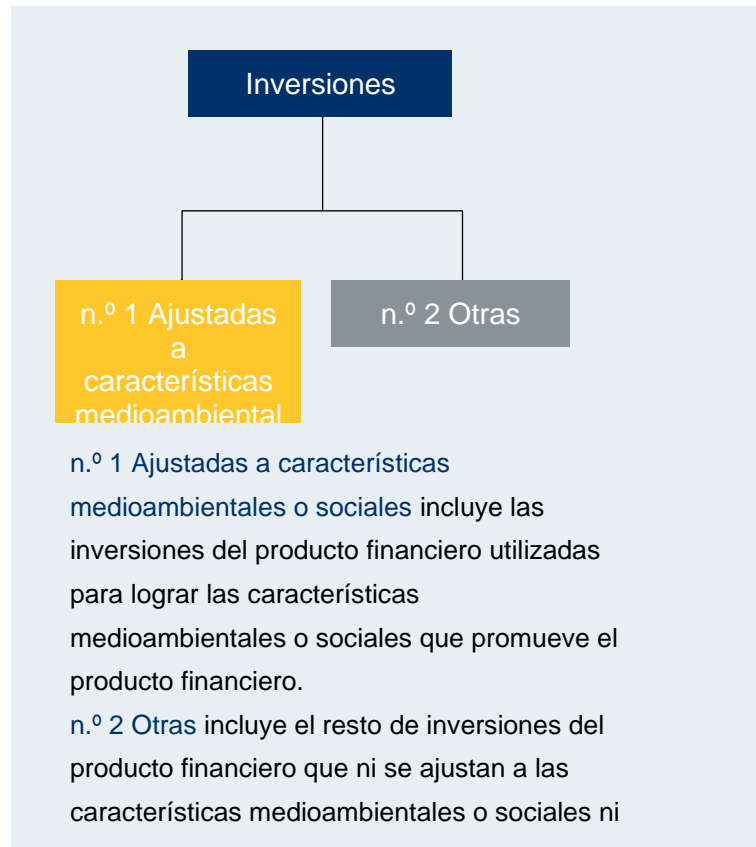 Inversiones
n.º 1 Ajustadas
a
características
medioambiental
n.º 2 Otras
n.º 1 Ajustadas a características
medioambientales o sociales incluye las
inversiones del producto financiero utilizadas
para lograr las características
medioambientales o sociales que promueve el
producto financiero.
n.º 2 Otras incluye el resto de inversiones del
producto financiero que ni se ajustan a las
características medioambientales o sociales ni